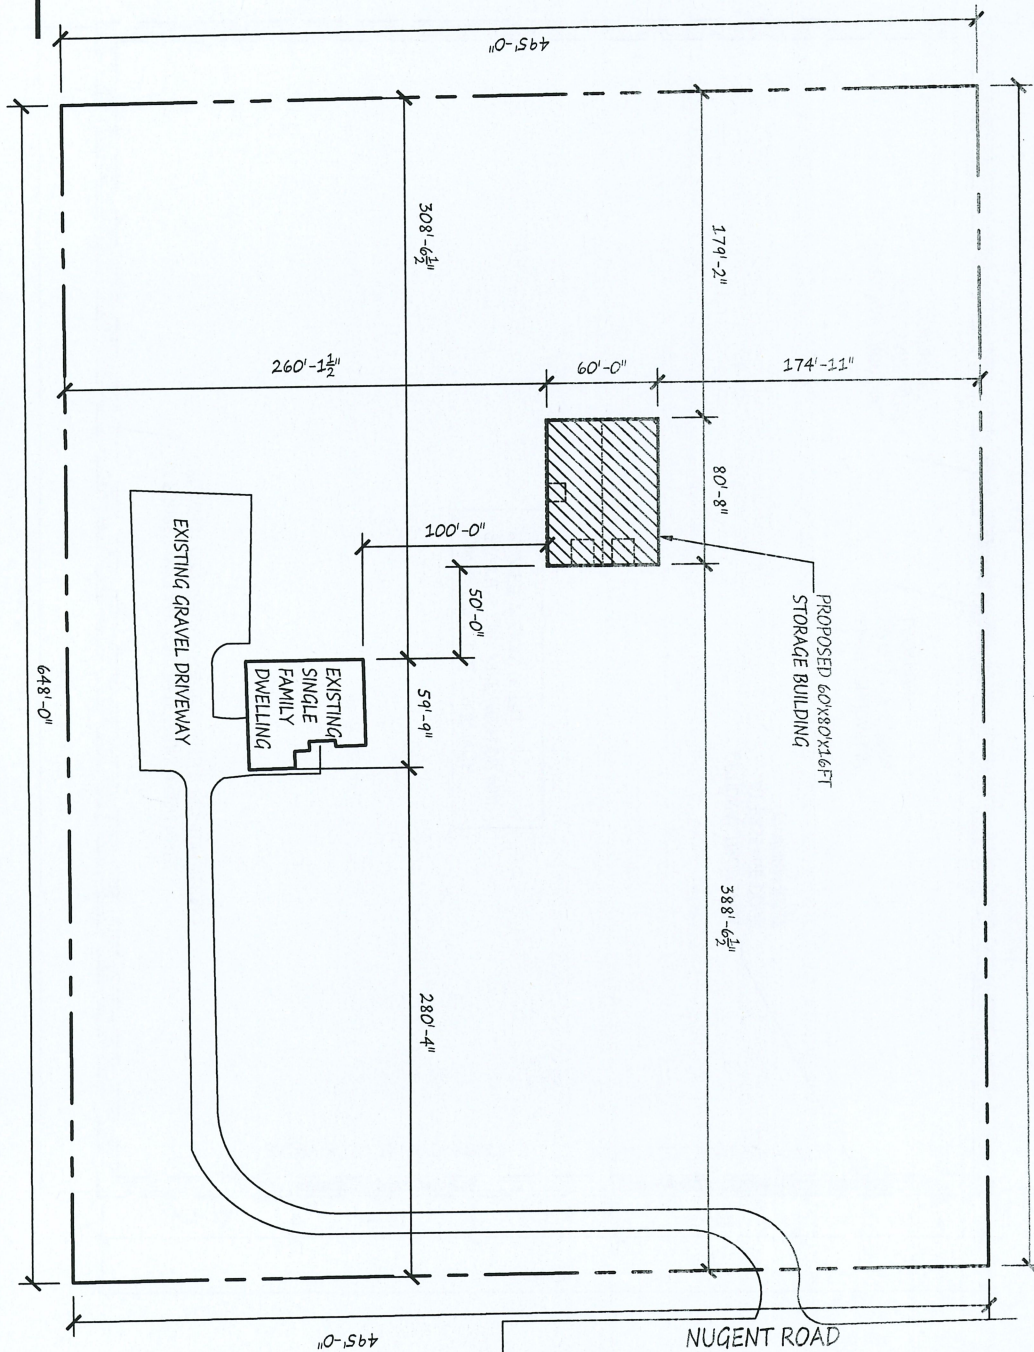 495'-0"
308'-6½"
179'-2"
260'-1½"
60'-0"
174'-11"
80'-8"
100'-0"
50'-0"
PROPOSED 60'x80'x16FT
STORAGE BUILDING
EXISTING GRAVEL DRIVEWAY
EXISTING
SINGLE
FAMILY
DWELLING
59'-9"
648'-0"
388'-6½"
280'-4"
495'-0"
NUGENT ROAD